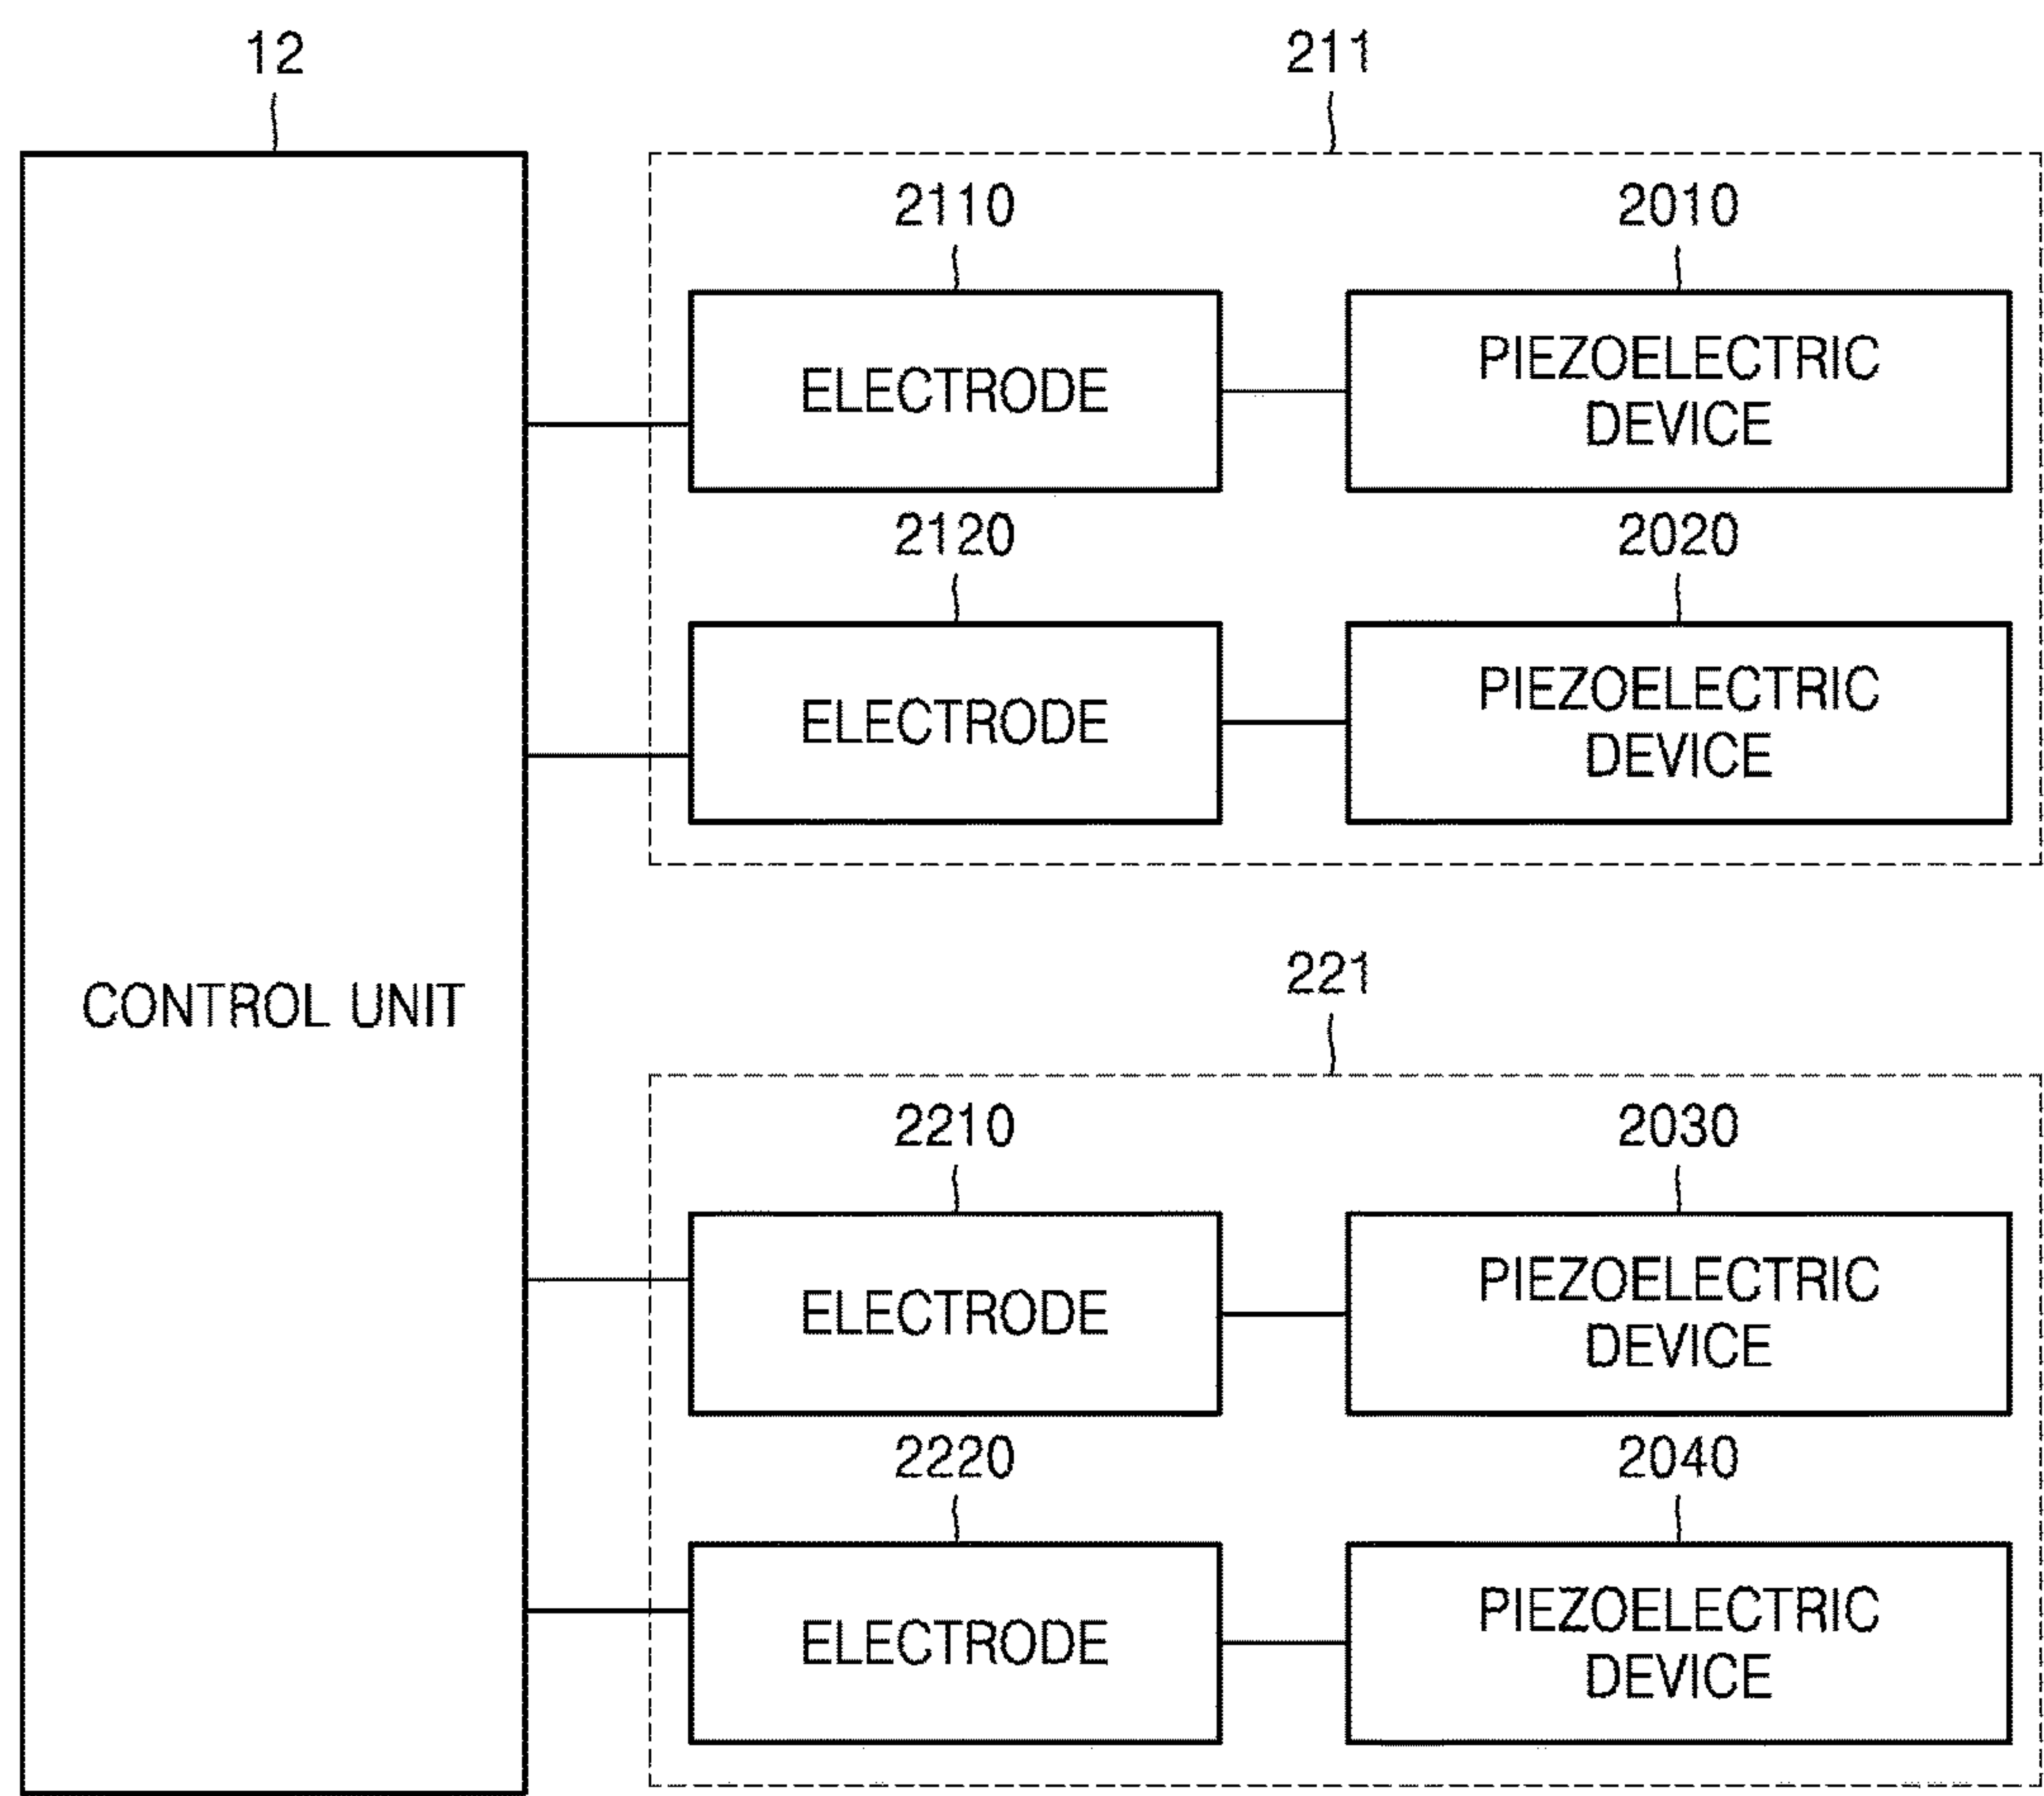 12
211
2110
2010
ELECTRODE
PIEZOELECTRIC
DEVICE
2120
2020
ELECTRODE
PIEZOELECTRIC
DEVICE
CONTROL UNIT
221
2210
2030
ELECTRODE
PIEZOELECTRIC
DEVICE
2220
2040
ELECTRODE
PIEZOELECTRIC
DEVICE